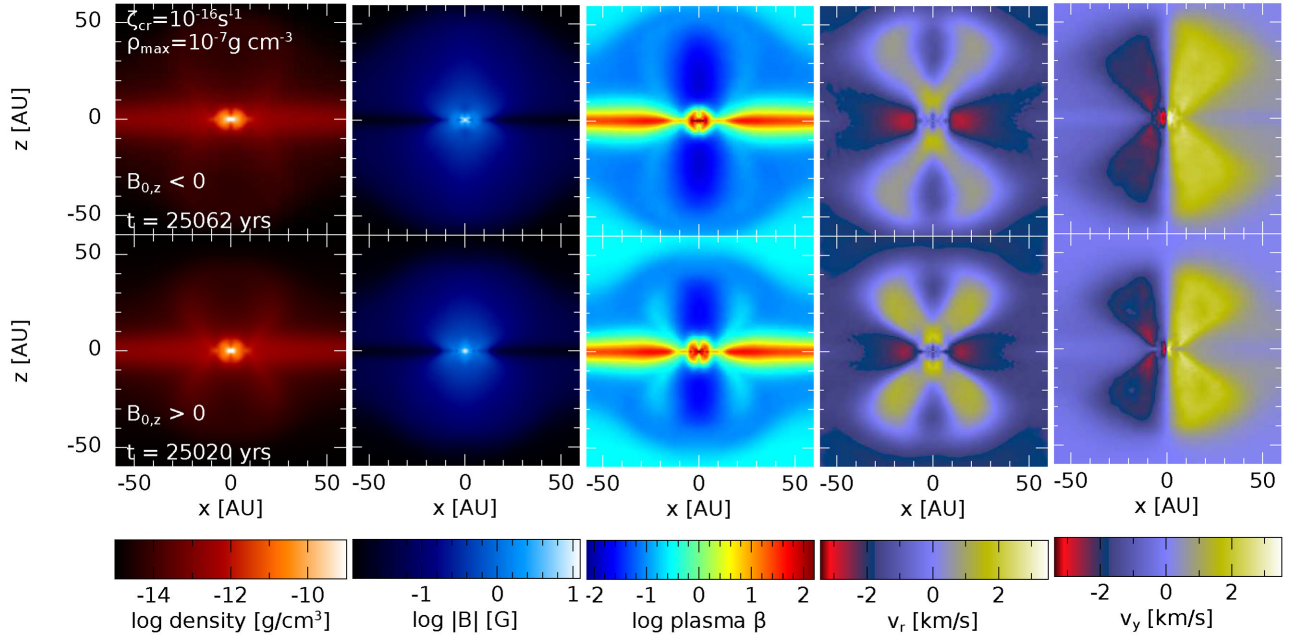 ζcr=10-16s-1
ρmax=10-7g cm-3
50
z [AU]
0
B0,z < 0
-50
t = 25062 yrs
50
z [AU]
0
B0,z > 0
-50
t = 25020 yrs
-50 0 50 -50 0 50 -50 0 50 -50 0 50 -50 0 50
x [AU] x [AU] x [AU] x [AU] x [AU]
-14 -12 -10 -1 0 1 -2 -1 0 1 2 -2 0 2 -2 0 2
log density [g/cm3] log |B| [G] log plasma β vr [km/s] vy [km/s]